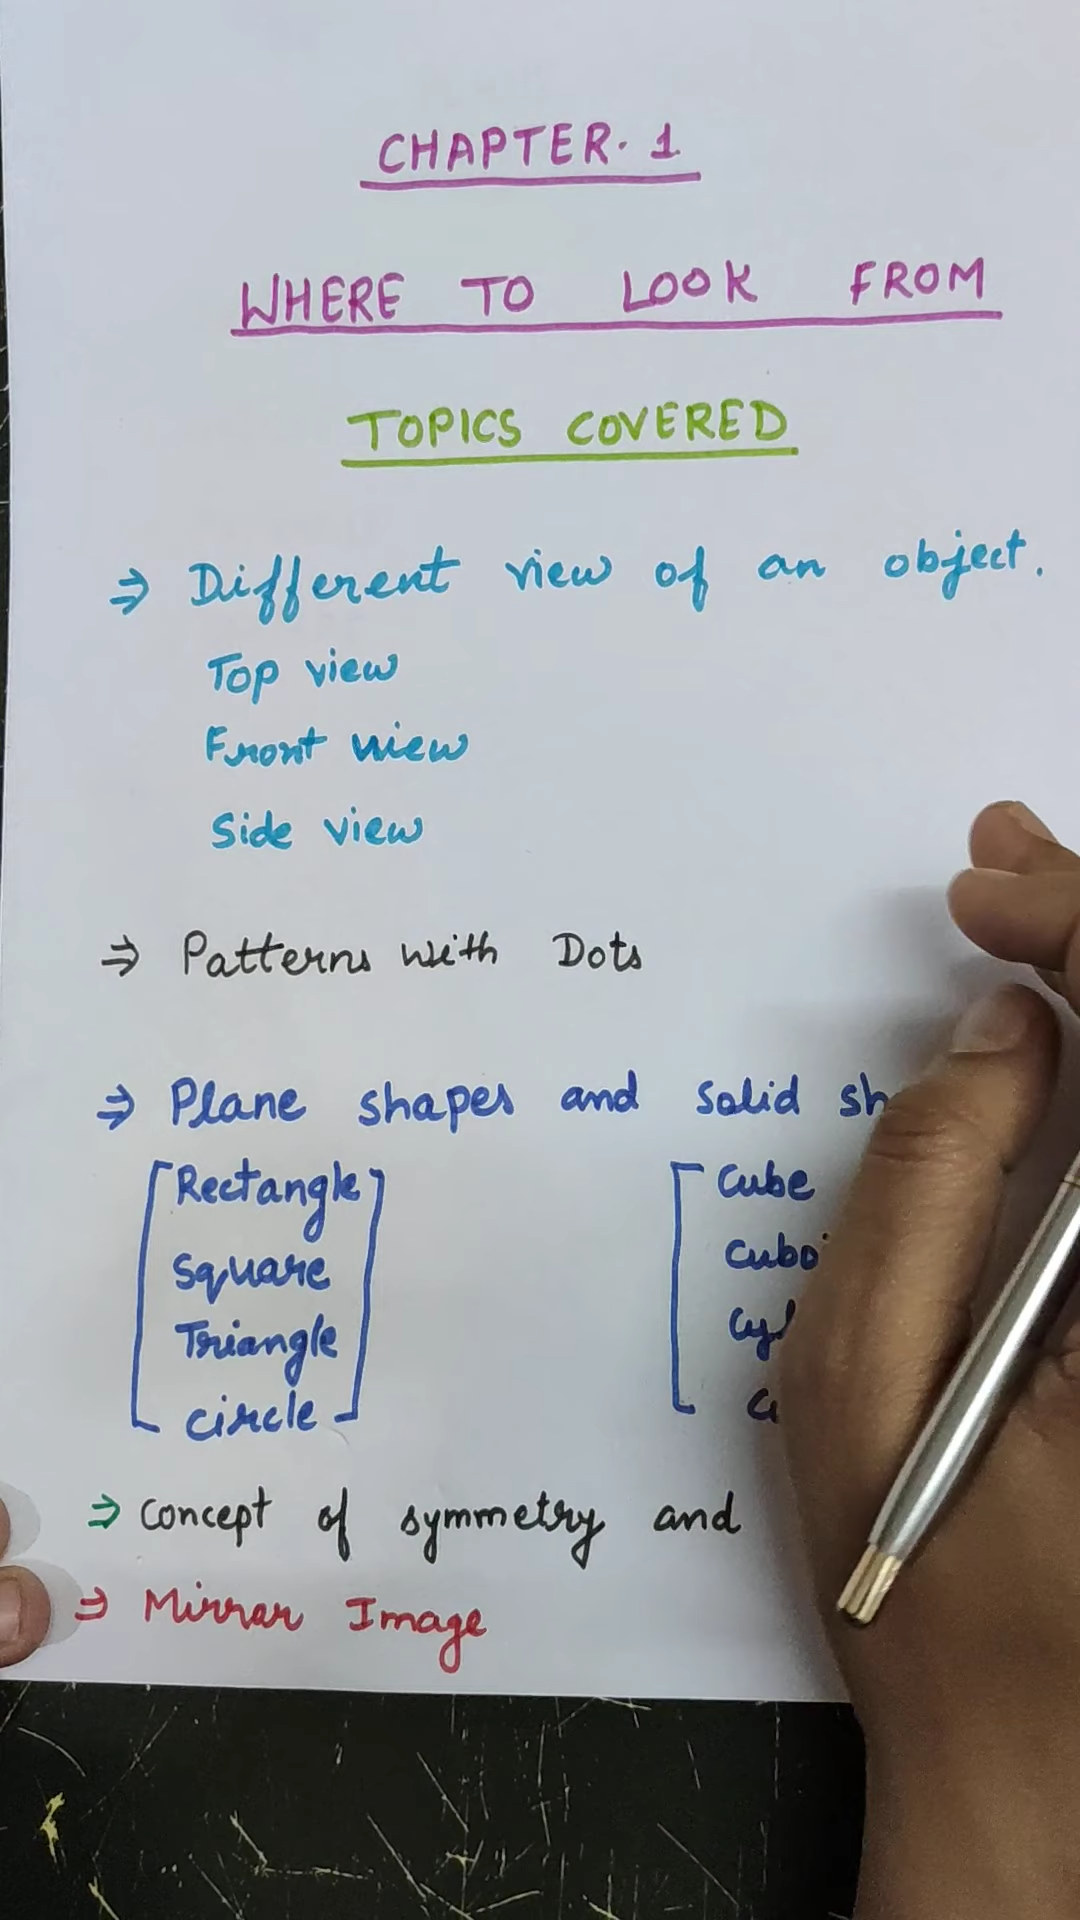 CHAPTER. 1
WHERE TO LOOK FROM
TOPICS COVERED
⇒ Different view of an object.
Top view
Front view
Side view
⇒ Patterns with Dots
⇒ Plane shapes and solid
Rectangle
Square
Triangle
circle
Cube
⇒ concept of symmetry and
⇒ Mirrar Image